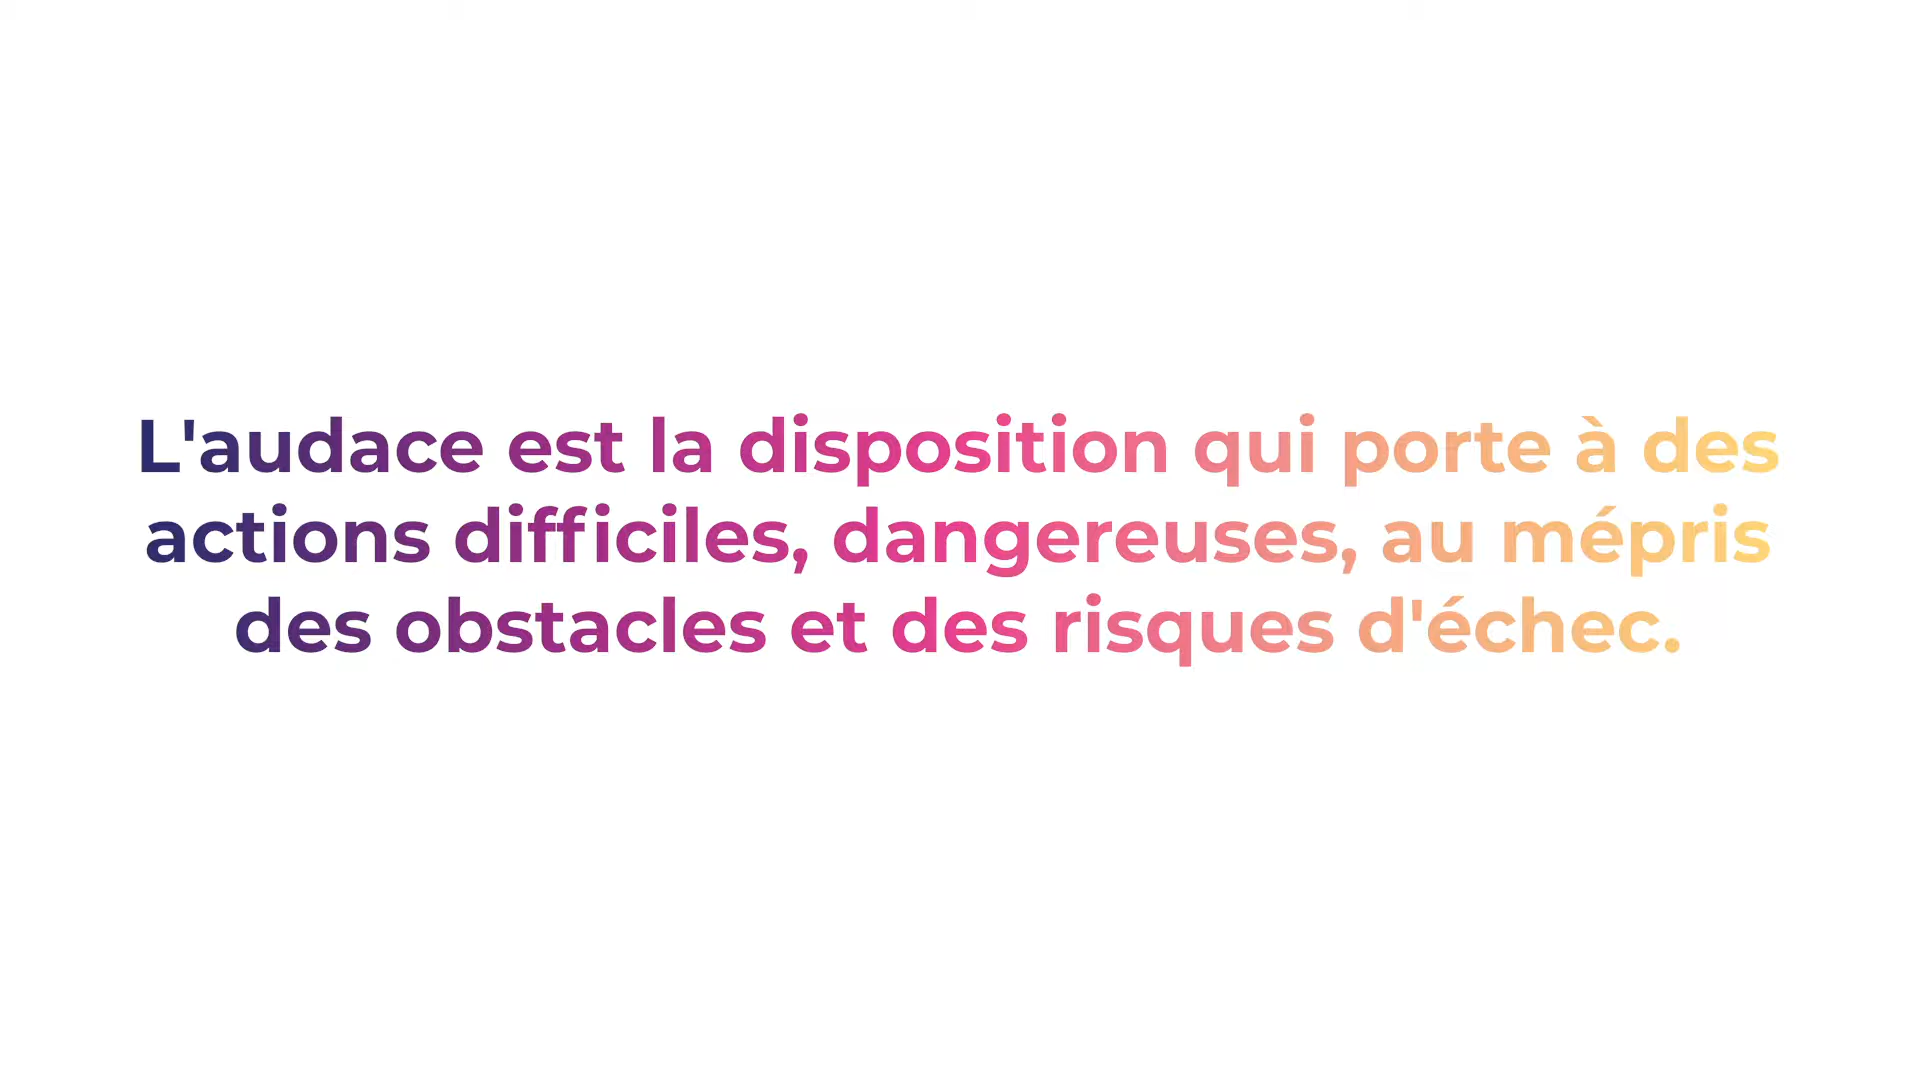 L'audace est la disposition qui porte à des
actions difficiles, dangereuses, au mépris
des obstacles et des risques d'échec.